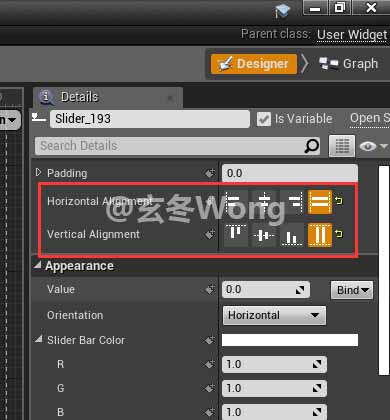 Parent class: User Widget
Designer
Graph
Details
Slider_193
Is Variable
Open S
Search Details
Padding
0.0
Horizontal Alignment
@玄冬Wong
Vertical Alignment
Appearance
Value
0.0
Bind
Orientation
Horizontal
Slider Bar Color
R
1.0
G
1.0
B
1.0